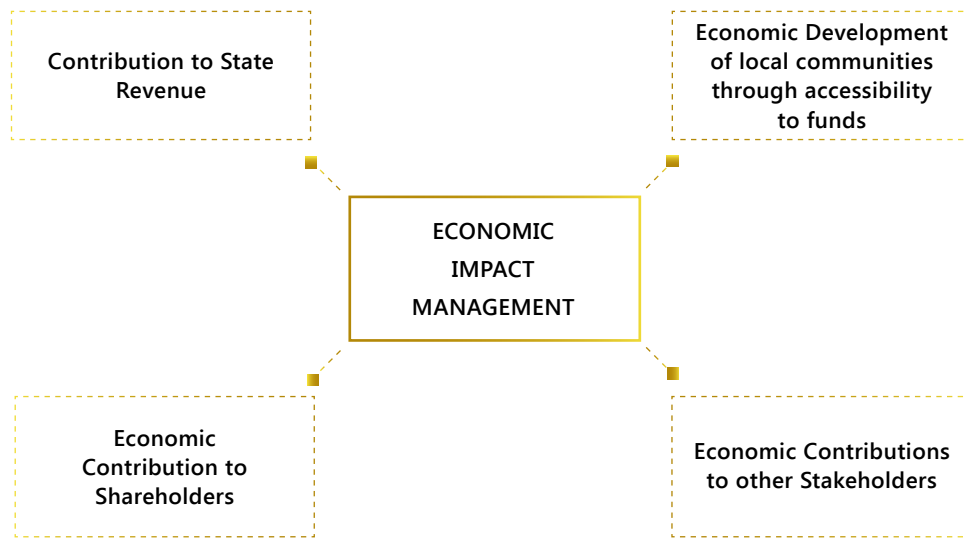 Contribution to State
Revenue
Economic Development
of local communities
through accessibility
to funds
ECONOMIC
IMPACT
MANAGEMENT
Economic
Contribution to
Shareholders
Economic Contributions
to other Stakeholders